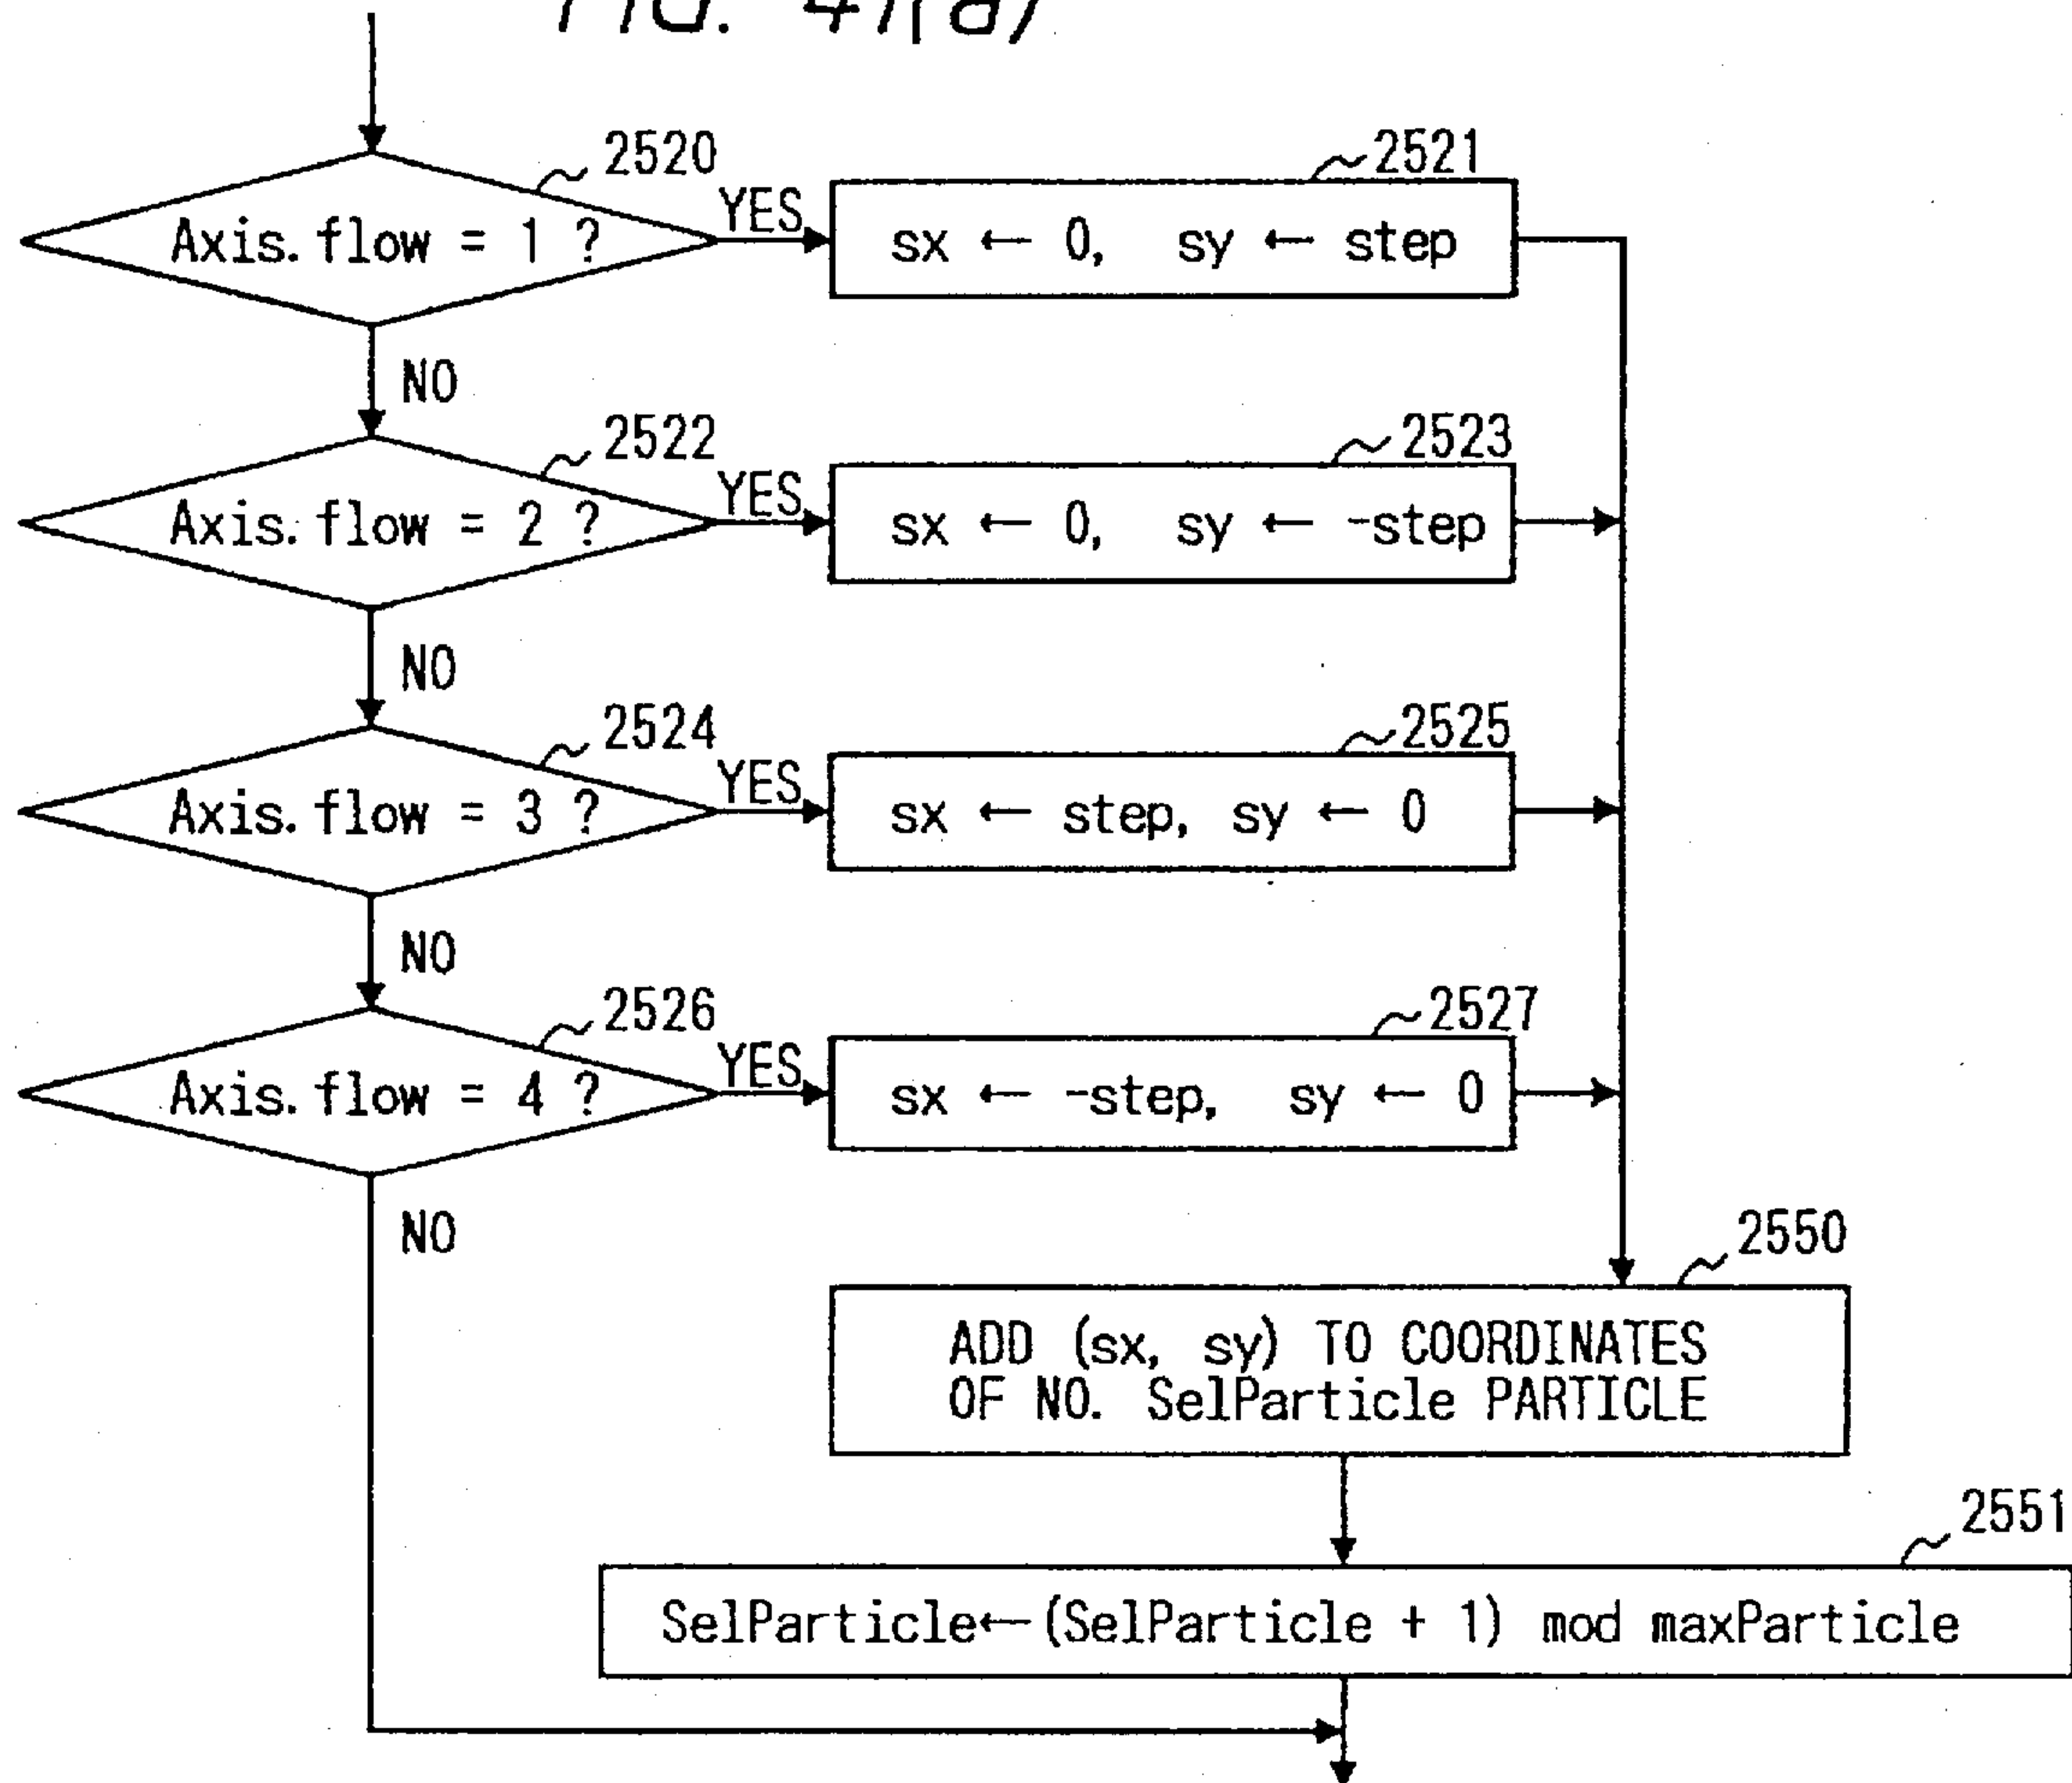 FIG. 41(a)
2520
2521
Axis.flow = 1 ?
YES
sx ← 0, sy ← step
NO
2522
2523
Axis.flow = 2 ?
YES
sx ← 0, sy ← -step
NO
2524
2525
Axis.flow = 3 ?
YES
sx ← step, sy ← 0
NO
2526
2527
Axis.flow = 4 ?
YES
sx ← -step, sy ← 0
NO
2550
ADD (sx, sy) TO COORDINATES
OF NO. SelParticle PARTICLE
2551
SelParticle←(SelParticle + 1) mod maxParticle